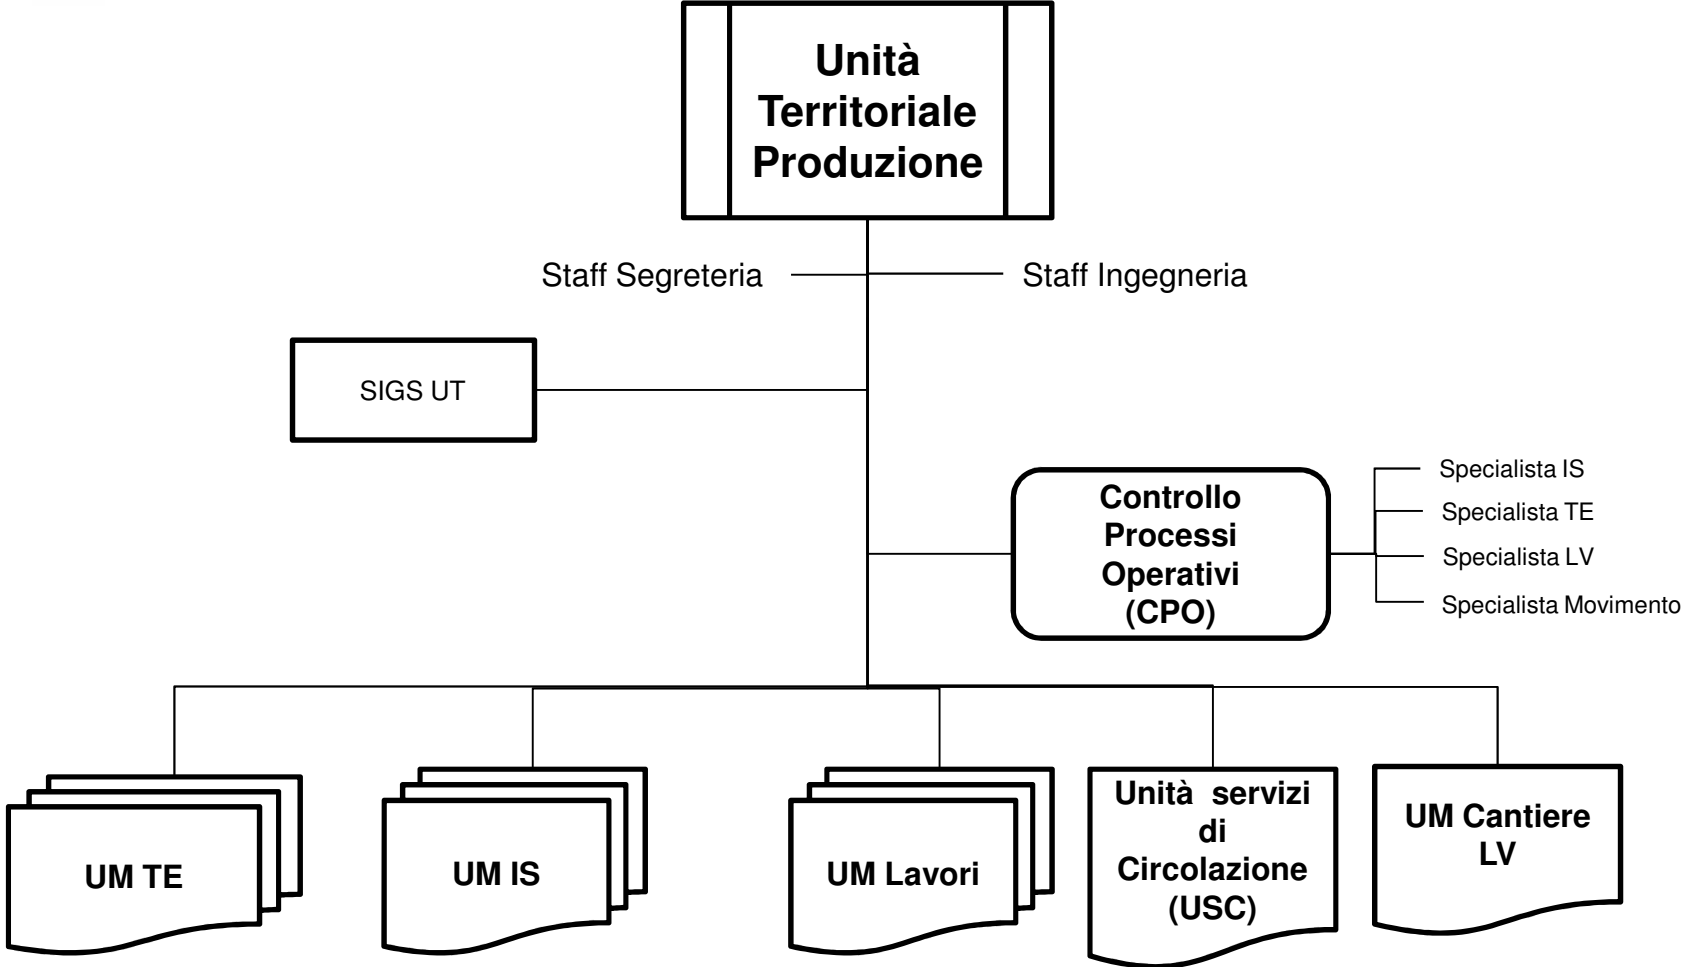 Unità
Territoriale
Produzione
Staff Segreteria
Staff Ingegneria
SIGS UT
Controllo
Processi
Operativi
(CPO)
Specialista IS
Specialista TE
Specialista LV
Specialista Movimento
UM TE
UM IS
UM Lavori
Unità servizi
di
Circolazione
(USC)
UM Cantiere
LV